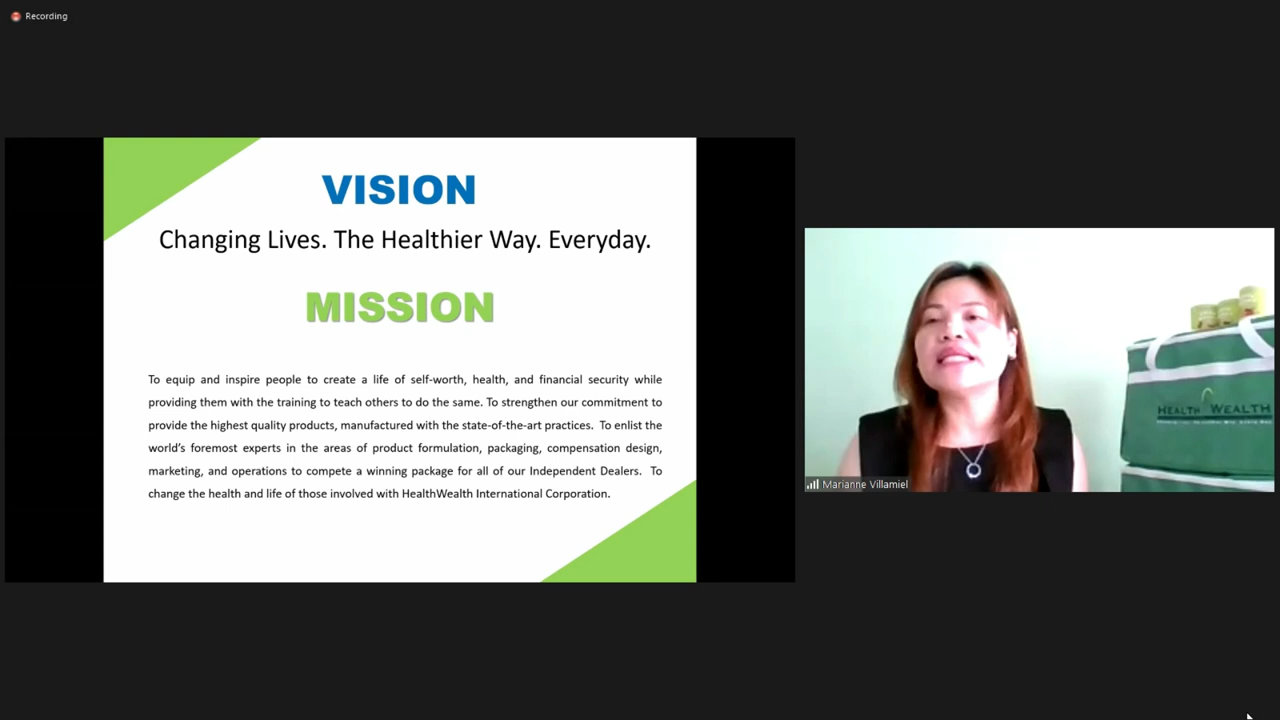 Recording
VISION
Changing Lives. The Healthier Way. Everyday.
MISSION
To equip and inspire people to create a life of self-worth, health, and financial security while
providing them with the training to teach others to do the same. To strengthen our commitment to
provide the highest quality products, manufactured with the state-of-the-art practices. To enlist the
world's foremost experts in the areas of product formulation, packaging, compensation design,
marketing, and operations to compete a winning package for all of our Independent Dealers. To
change the health and life of those involved with HealthWealth International Corporation.
HEALTH WEALTH
Marianne Villamiel